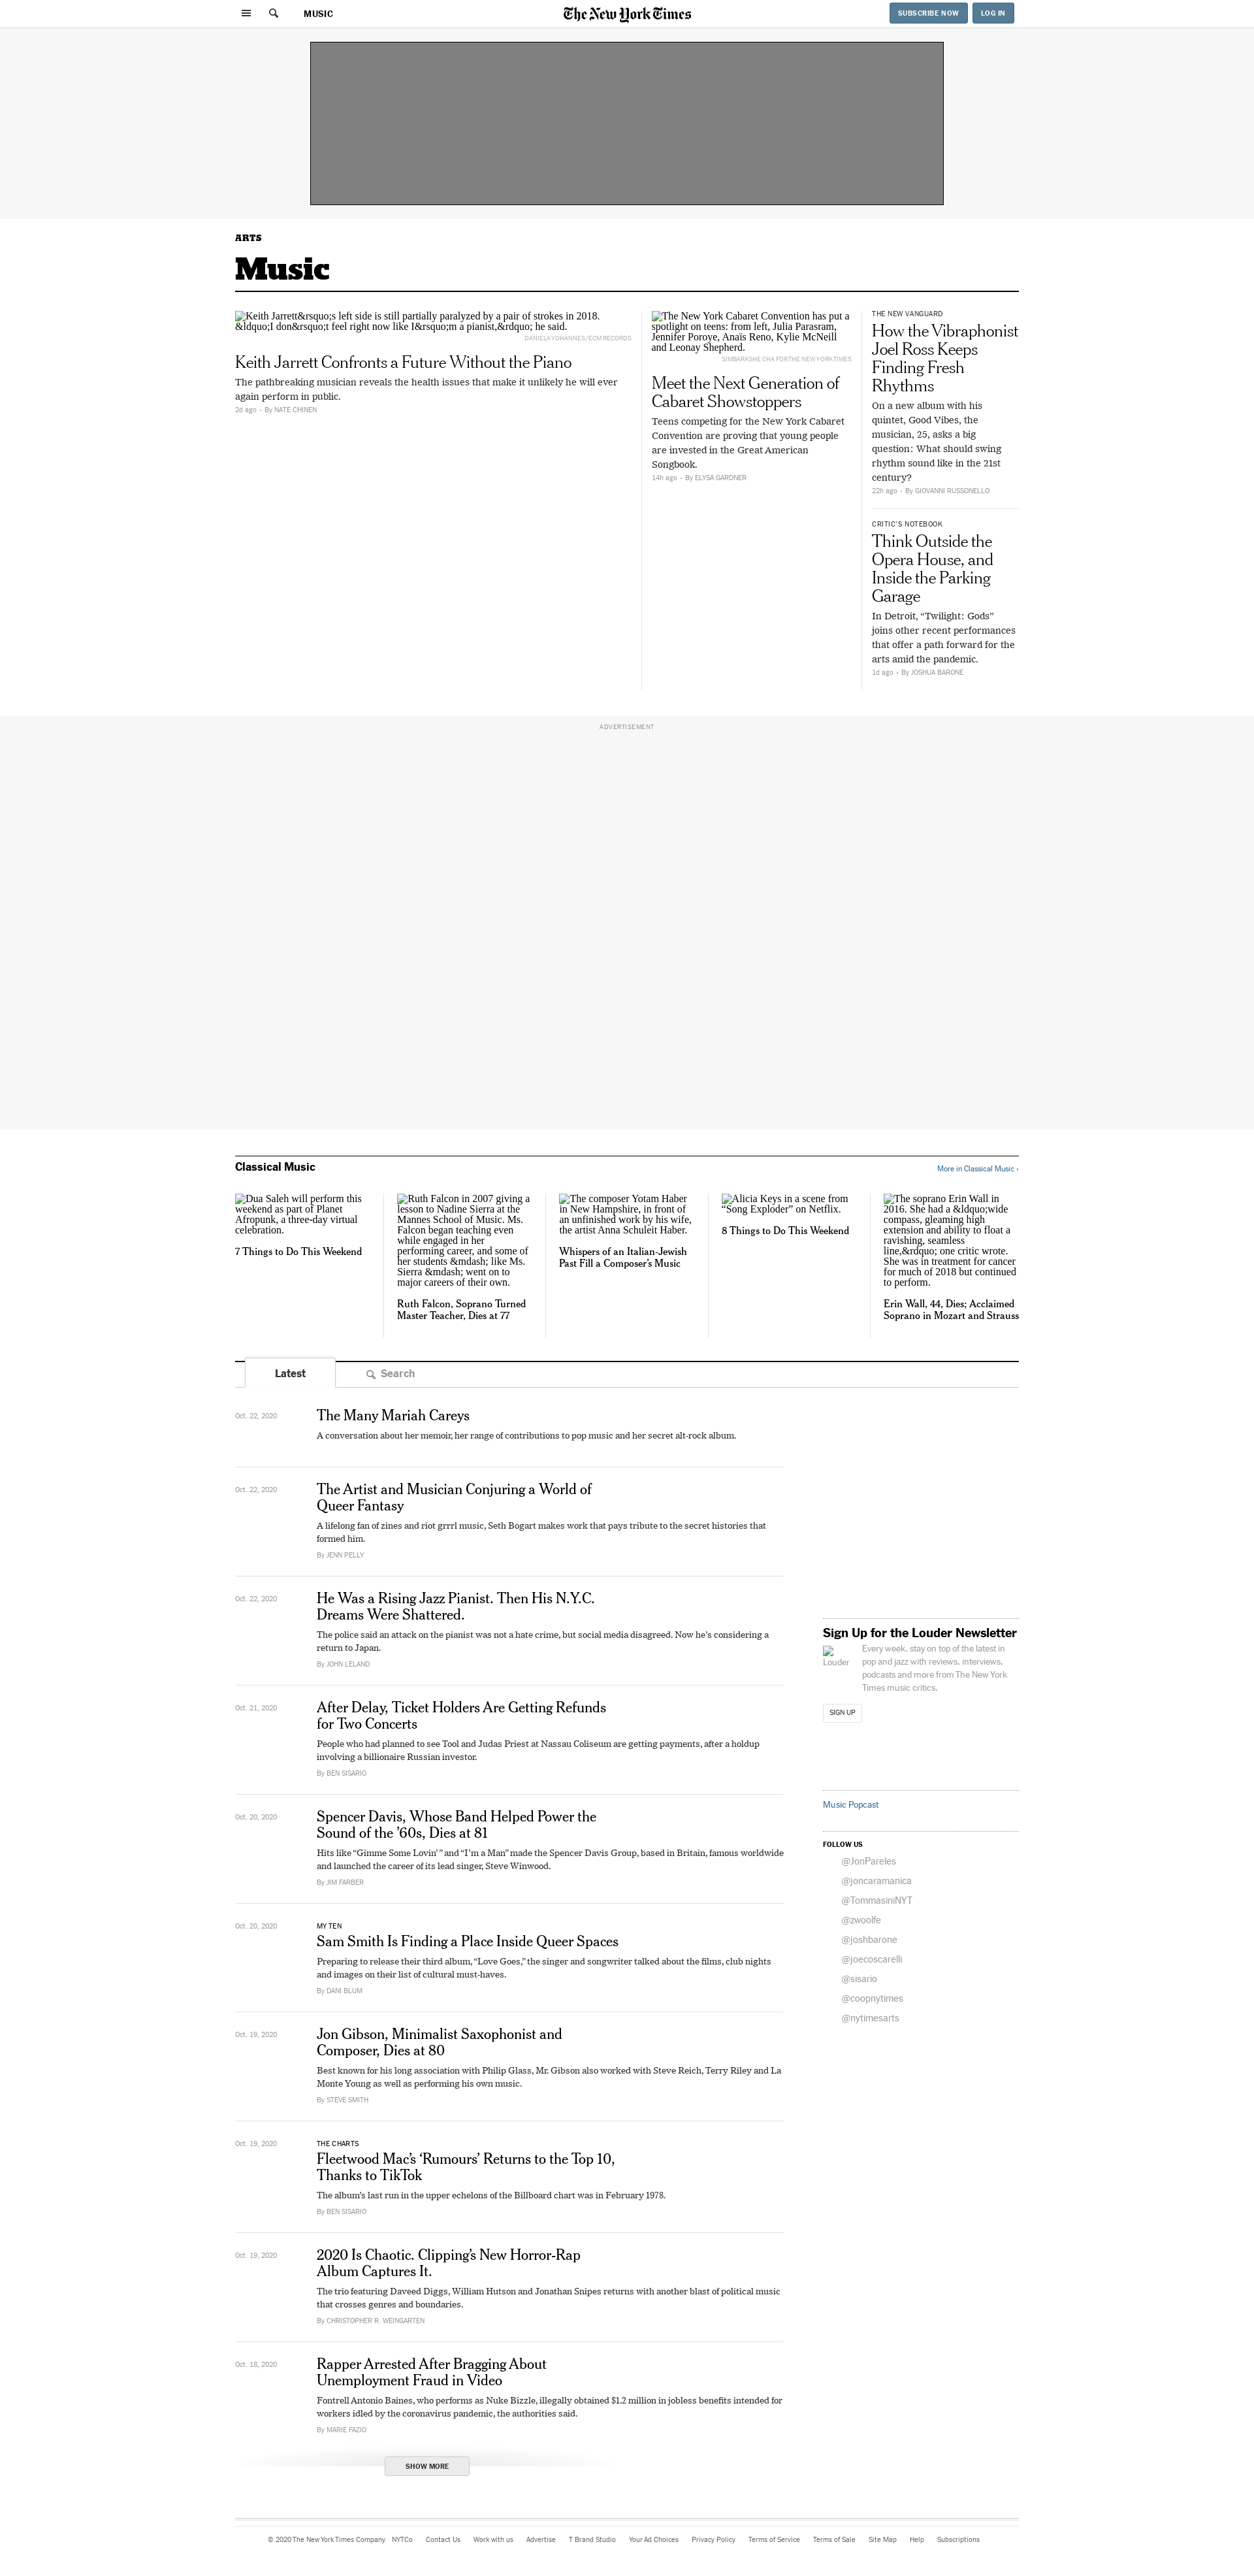 MUSIC
The New York Times
SUBSCRIBE NOW
LOG IN
ARTS
Music
Keith Jarrett&rsquo;s left side is still partially paralyzed by a pair of strokes in 2018.
&ldquo;I don&rsquo;t feel right now like I&rsquo;m a pianist,&rdquo; he said.
DANIELA YOHANNES/ECM RECORDS
Keith Jarrett Confronts a Future Without the Piano
The pathbreaking musician reveals the health issues that make it unlikely he will ever
again perform in public.
2d ago • By NATE CHINEN
The New York Cabaret Convention has put a
spotlight on teens: from left, Julia Parasram,
Jennifer Poroye, Anaïs Reno, Kylie McNeill
and Leonay Shepherd.
SIMBARASHE CHA FOR THE NEW YORK TIMES
Meet the Next Generation of
Cabaret Showstoppers
Teens competing for the New York Cabaret
Convention are proving that young people
are invested in the Great American
Songbook.
14h ago • By ELYSA GARDNER
THE NEW VANGUARD
How the Vibraphonist
Joel Ross Keeps
Finding Fresh
Rhythms
On a new album with his
quintet, Good Vibes, the
musician, 25, asks a big
question: What should swing
rhythm sound like in the 21st
century?
22h ago • By GIOVANNI RUSSONELLO
CRITIC'S NOTEBOOK
Think Outside the
Opera House, and
Inside the Parking
Garage
In Detroit, “Twilight: Gods”
joins other recent performances
that offer a path forward for the
arts amid the pandemic.
1d ago • By JOSHUA BARONE
ADVERTISEMENT
Classical Music
More in Classical Music ›
Dua Saleh will perform this
weekend as part of Planet
Afropunk, a three-day virtual
celebration.
7 Things to Do This Weekend
Ruth Falcon in 2007 giving a
lesson to Nadine Sierra at the
Mannes School of Music. Ms.
Falcon began teaching even
while engaged in her
performing career, and some of
her students &mdash; like Ms.
Sierra &mdash; went on to
major careers of their own.
Ruth Falcon, Soprano Turned
Master Teacher, Dies at 77
The composer Yotam Haber
in New Hampshire, in front of
an unfinished work by his wife,
the artist Anna Schuleit Haber.
Whispers of an Italian-Jewish
Past Fill a Composer’s Music
Alicia Keys in a scene from
“Song Exploder” on Netflix.
8 Things to Do This Weekend
The soprano Erin Wall in
2016. She had a &ldquo;wide
compass, gleaming high
extension and ability to float a
ravishing, seamless
line,&rdquo; one critic wrote.
She was in treatment for cancer
for much of 2018 but continued
to perform.
Erin Wall, 44, Dies; Acclaimed
Soprano in Mozart and Strauss
Latest
Search
Oct. 22, 2020
The Many Mariah Careys
A conversation about her memoir, her range of contributions to pop music and her secret alt-rock album.
Oct. 22, 2020
The Artist and Musician Conjuring a World of
Queer Fantasy
A lifelong fan of zines and riot grrrl music, Seth Bogart makes work that pays tribute to the secret histories that
formed him.
By JENN PELLY
Oct. 22, 2020
He Was a Rising Jazz Pianist. Then His N.Y.C.
Dreams Were Shattered.
The police said an attack on the pianist was not a hate crime, but social media disagreed. Now he’s considering a
return to Japan.
By JOHN LELAND
Oct. 21, 2020
After Delay, Ticket Holders Are Getting Refunds
for Two Concerts
People who had planned to see Tool and Judas Priest at Nassau Coliseum are getting payments, after a holdup
involving a billionaire Russian investor.
By BEN SISARIO
Oct. 20, 2020
Spencer Davis, Whose Band Helped Power the
Sound of the ’60s, Dies at 81
Hits like “Gimme Some Lovin’ ” and “I’m a Man” made the Spencer Davis Group, based in Britain, famous worldwide
and launched the career of its lead singer, Steve Winwood.
By JIM FARBER
Oct. 20, 2020
MY TEN
Sam Smith Is Finding a Place Inside Queer Spaces
Preparing to release their third album, “Love Goes,” the singer and songwriter talked about the films, club nights
and images on their list of cultural must-haves.
By DANI BLUM
Oct. 19, 2020
Jon Gibson, Minimalist Saxophonist and
Composer, Dies at 80
Best known for his long association with Philip Glass, Mr. Gibson also worked with Steve Reich, Terry Riley and La
Monte Young as well as performing his own music.
By STEVE SMITH
Oct. 19, 2020
THE CHARTS
Fleetwood Mac’s ‘Rumours’ Returns to the Top 10,
Thanks to TikTok
The album’s last run in the upper echelons of the Billboard chart was in February 1978.
By BEN SISARIO
Oct. 19, 2020
2020 Is Chaotic. Clipping’s New Horror-Rap
Album Captures It.
The trio featuring Daveed Diggs, William Hutson and Jonathan Snipes returns with another blast of political music
that crosses genres and boundaries.
By CHRISTOPHER R. WEINGARTEN
Oct. 18, 2020
Rapper Arrested After Bragging About
Unemployment Fraud in Video
Fontrell Antonio Baines, who performs as Nuke Bizzle, illegally obtained $1.2 million in jobless benefits intended for
workers idled by the coronavirus pandemic, the authorities said.
By MARIE FAZIO
SHOW MORE
Sign Up for the Louder Newsletter
Louder
Every week, stay on top of the latest in
pop and jazz with reviews, interviews,
podcasts and more from The New York
Times music critics.
SIGN UP
Music Popcast
FOLLOW US
@JonPareles
@joncaramanica
@TommasiniNYT
@zwoolfe
@joshbarone
@joecoscarelli
@sisario
@coopnytimes
@nytimesarts
© 2020 The New York Times Company NYTCo Contact Us Work with us Advertise T Brand Studio Your Ad Choices Privacy Policy Terms of Service Terms of Sale Site Map Help Subscriptions